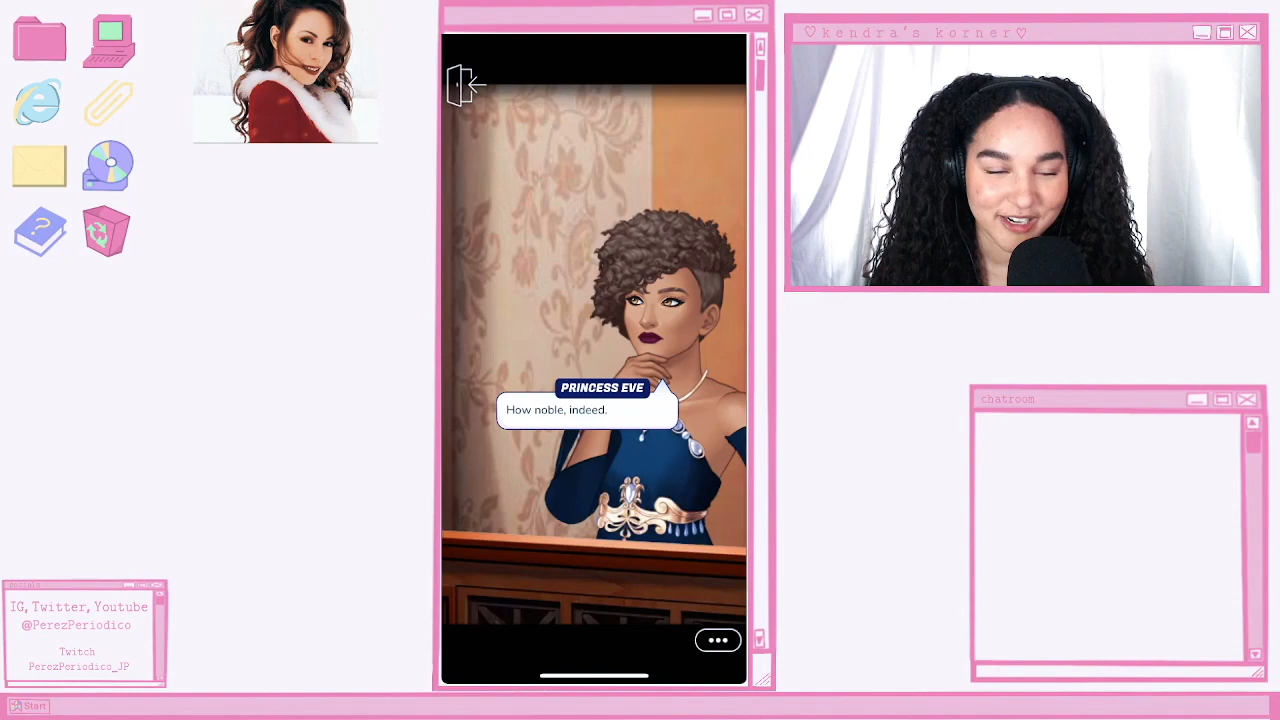 ♡kendra's korner♡
PRINCESS EVE
How noble, indeed.
chatroom
IG, Twitter, Youtube
@PerezPeriodico
Twitch
PerezPeriodico_JP
Start